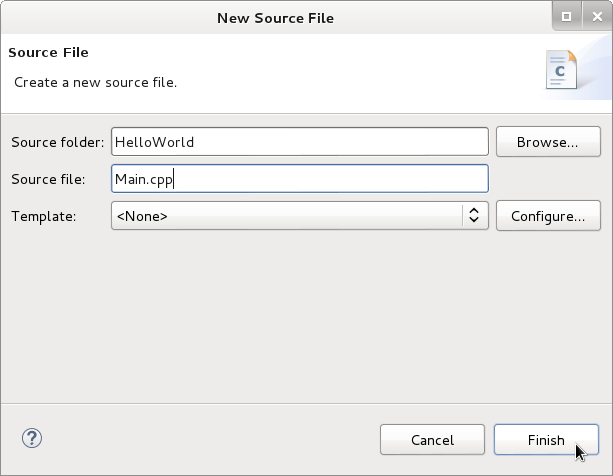 New Source File
Source File
Create a new source file.
C
Source folder: HelloWorld Browse...
Source file: Main.cpp
Template: <None> Configure...
? Cancel Finish